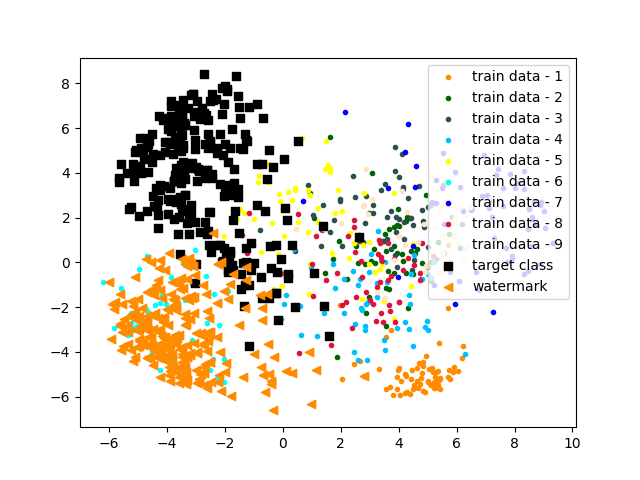 train data - 1
train data - 2
train data - 3
train data - 4
train data - 5
train data - 6
train data - 7
train data - 8
train data - 9
target class
watermark
8
6
4
2
0
−2
−4
−6
−6 −4 −2 0 2 4 6 8 10